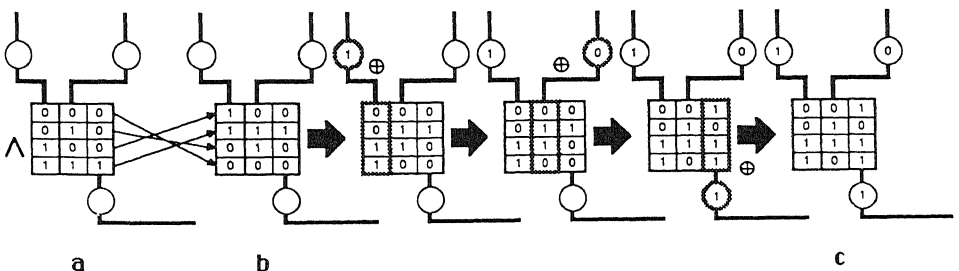 1 ⊕ 1 ⊕ 0 1 0 1 0
0 0 0 1 0 0 0 0 0 0 0 0 0 0 1 0 0 1
0 1 0 1 1 1 0 1 1 0 1 1 0 1 0 0 1 0
∧ 1 0 0 0 1 0 1 1 0 1 1 0 1 1 1 1 1 1
1 1 1 0 0 0 1 0 0 1 0 0 1 0 1 1 0 1
⊕
1 1
a b c